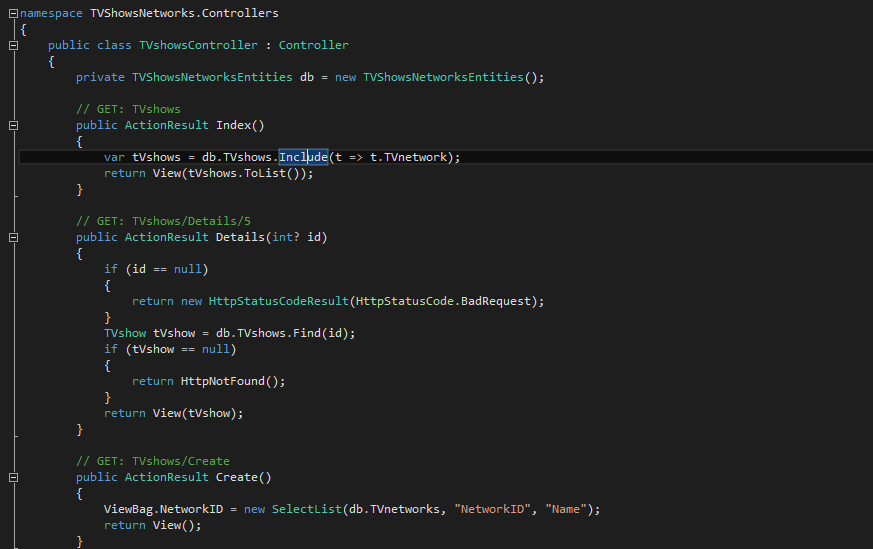 namespace TVShowsNetworks.Controllers
{
    public class TVshowsController : Controller
    {
        private TVShowsNetworksEntities db = new TVShowsNetworksEntities();

        // GET: TVshows
        public ActionResult Index()
        {
            var tVshows = db.TVshows.Include(t => t.TVnetwork);
            return View(tVshows.ToList());
        }

        // GET: TVshows/Details/5
        public ActionResult Details(int? id)
        {
            if (id == null)
            {
                return new HttpStatusCodeResult(HttpStatusCode.BadRequest);
            }
            TVshow tVshow = db.TVshows.Find(id);
            if (tVshow == null)
            {
                return HttpNotFound();
            }
            return View(tVshow);
        }

        // GET: TVshows/Create
        public ActionResult Create()
        {
            ViewBag.NetworkID = new SelectList(db.TVnetworks, "NetworkID", "Name");
            return View();
        }